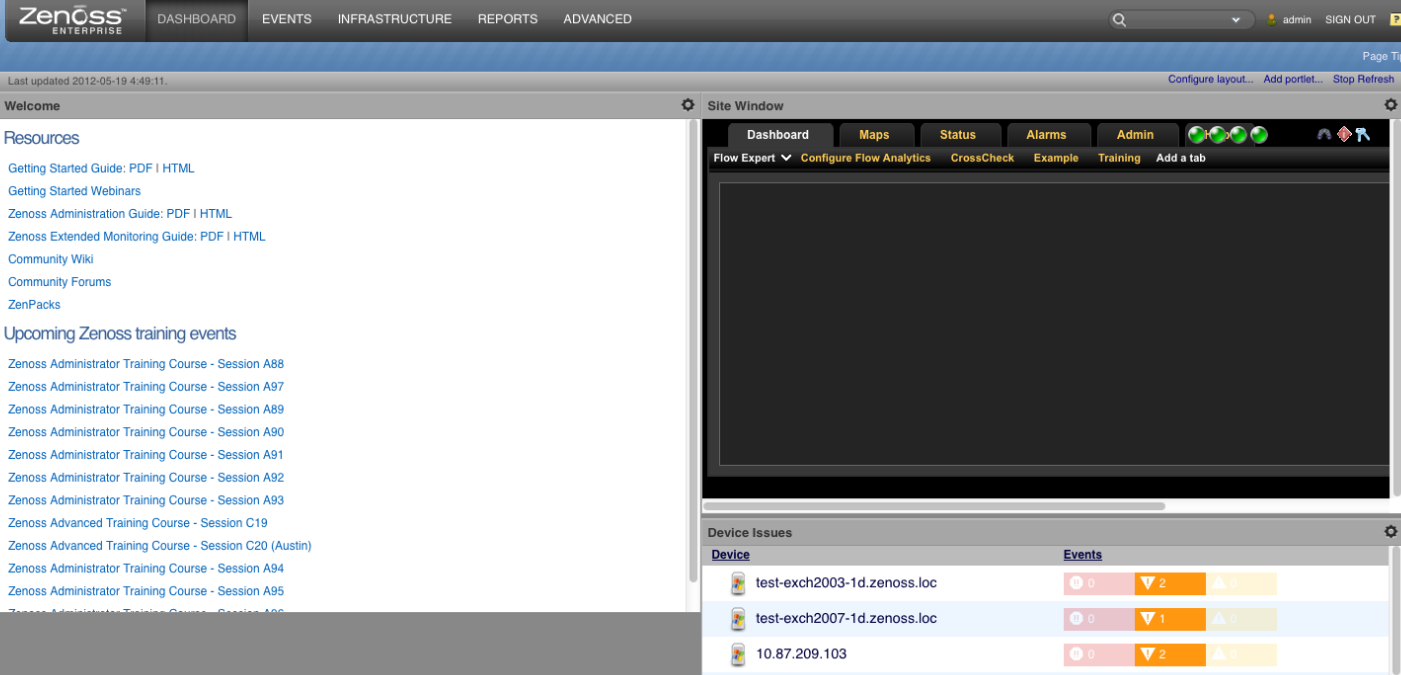 Zenoss™
ENTERPRISE
DASHBOARD EVENTS INFRASTRUCTURE REPORTS ADVANCED
admin SIGN OUT ?
Page
Last updated 2012-05-19 4:49:11.
Configure layout... Add portlet... Stop Refresh
Welcome
Resources
Getting Started Guide: PDF | HTML
Getting Started Webinars
Zenoss Administration Guide: PDF | HTML
Zenoss Extended Monitoring Guide: PDF | HTML
Community Wiki
Community Forums
ZenPacks
Upcoming Zenoss training events
Zenoss Administrator Training Course - Session A88
Zenoss Administrator Training Course - Session A97
Zenoss Administrator Training Course - Session A89
Zenoss Administrator Training Course - Session A90
Zenoss Administrator Training Course - Session A91
Zenoss Administrator Training Course - Session A92
Zenoss Administrator Training Course - Session A93
Zenoss Advanced Training Course - Session C19
Zenoss Advanced Training Course - Session C20 (Austin)
Zenoss Administrator Training Course - Session A94
Zenoss Administrator Training Course - Session A95
Site Window
Dashboard Maps Status Alarms Admin
Flow Expert Configure Flow Analytics CrossCheck Example Training Add a tab
Device Issues
Device Events
test-exch2003-1d.zenoss.loc 0 2 0
test-exch2007-1d.zenoss.loc 0 1 0
10.87.209.103 0 2 0